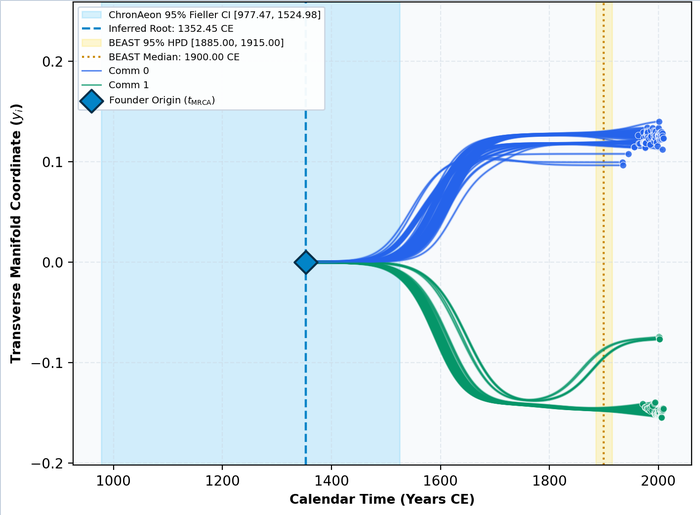 ChronAeon 95% Fieller CI [977.47, 1524.98]
Inferred Root: 1352.45 CE
BEAST 95% HPD [1885.00, 1915.00]
BEAST Median: 1900.00 CE
Comm 0
Comm 1
Founder Origin (tMRCA)
Transverse Manifold Coordinate (yi)
0.2
0.1
0.0
−0.1
−0.2
1000 1200 1400 1600 1800 2000
Calendar Time (Years CE)